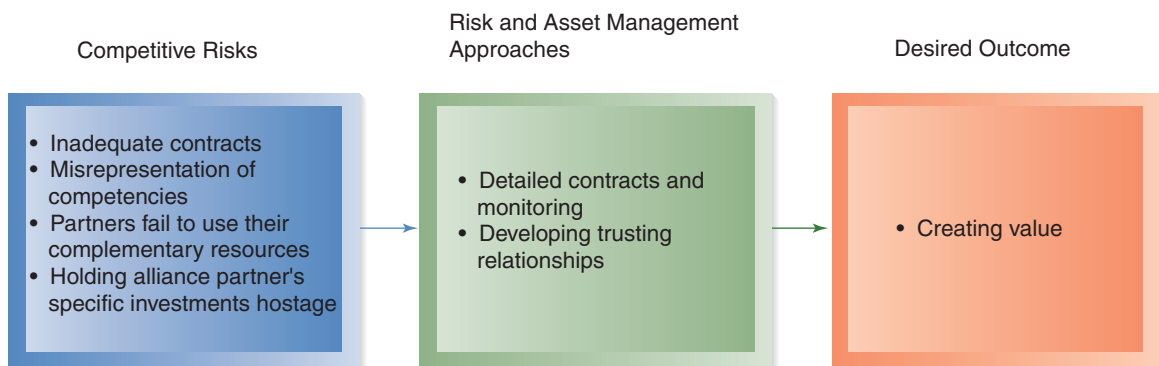 Competitive Risks
Risk and Asset Management
Approaches
Desired Outcome
• Inadequate contracts
• Misrepresentation of
competencies
• Partners fail to use their
complementary resources
• Holding alliance partner's
specific investments hostage
• Detailed contracts and
monitoring
• Developing trusting
relationships
• Creating value